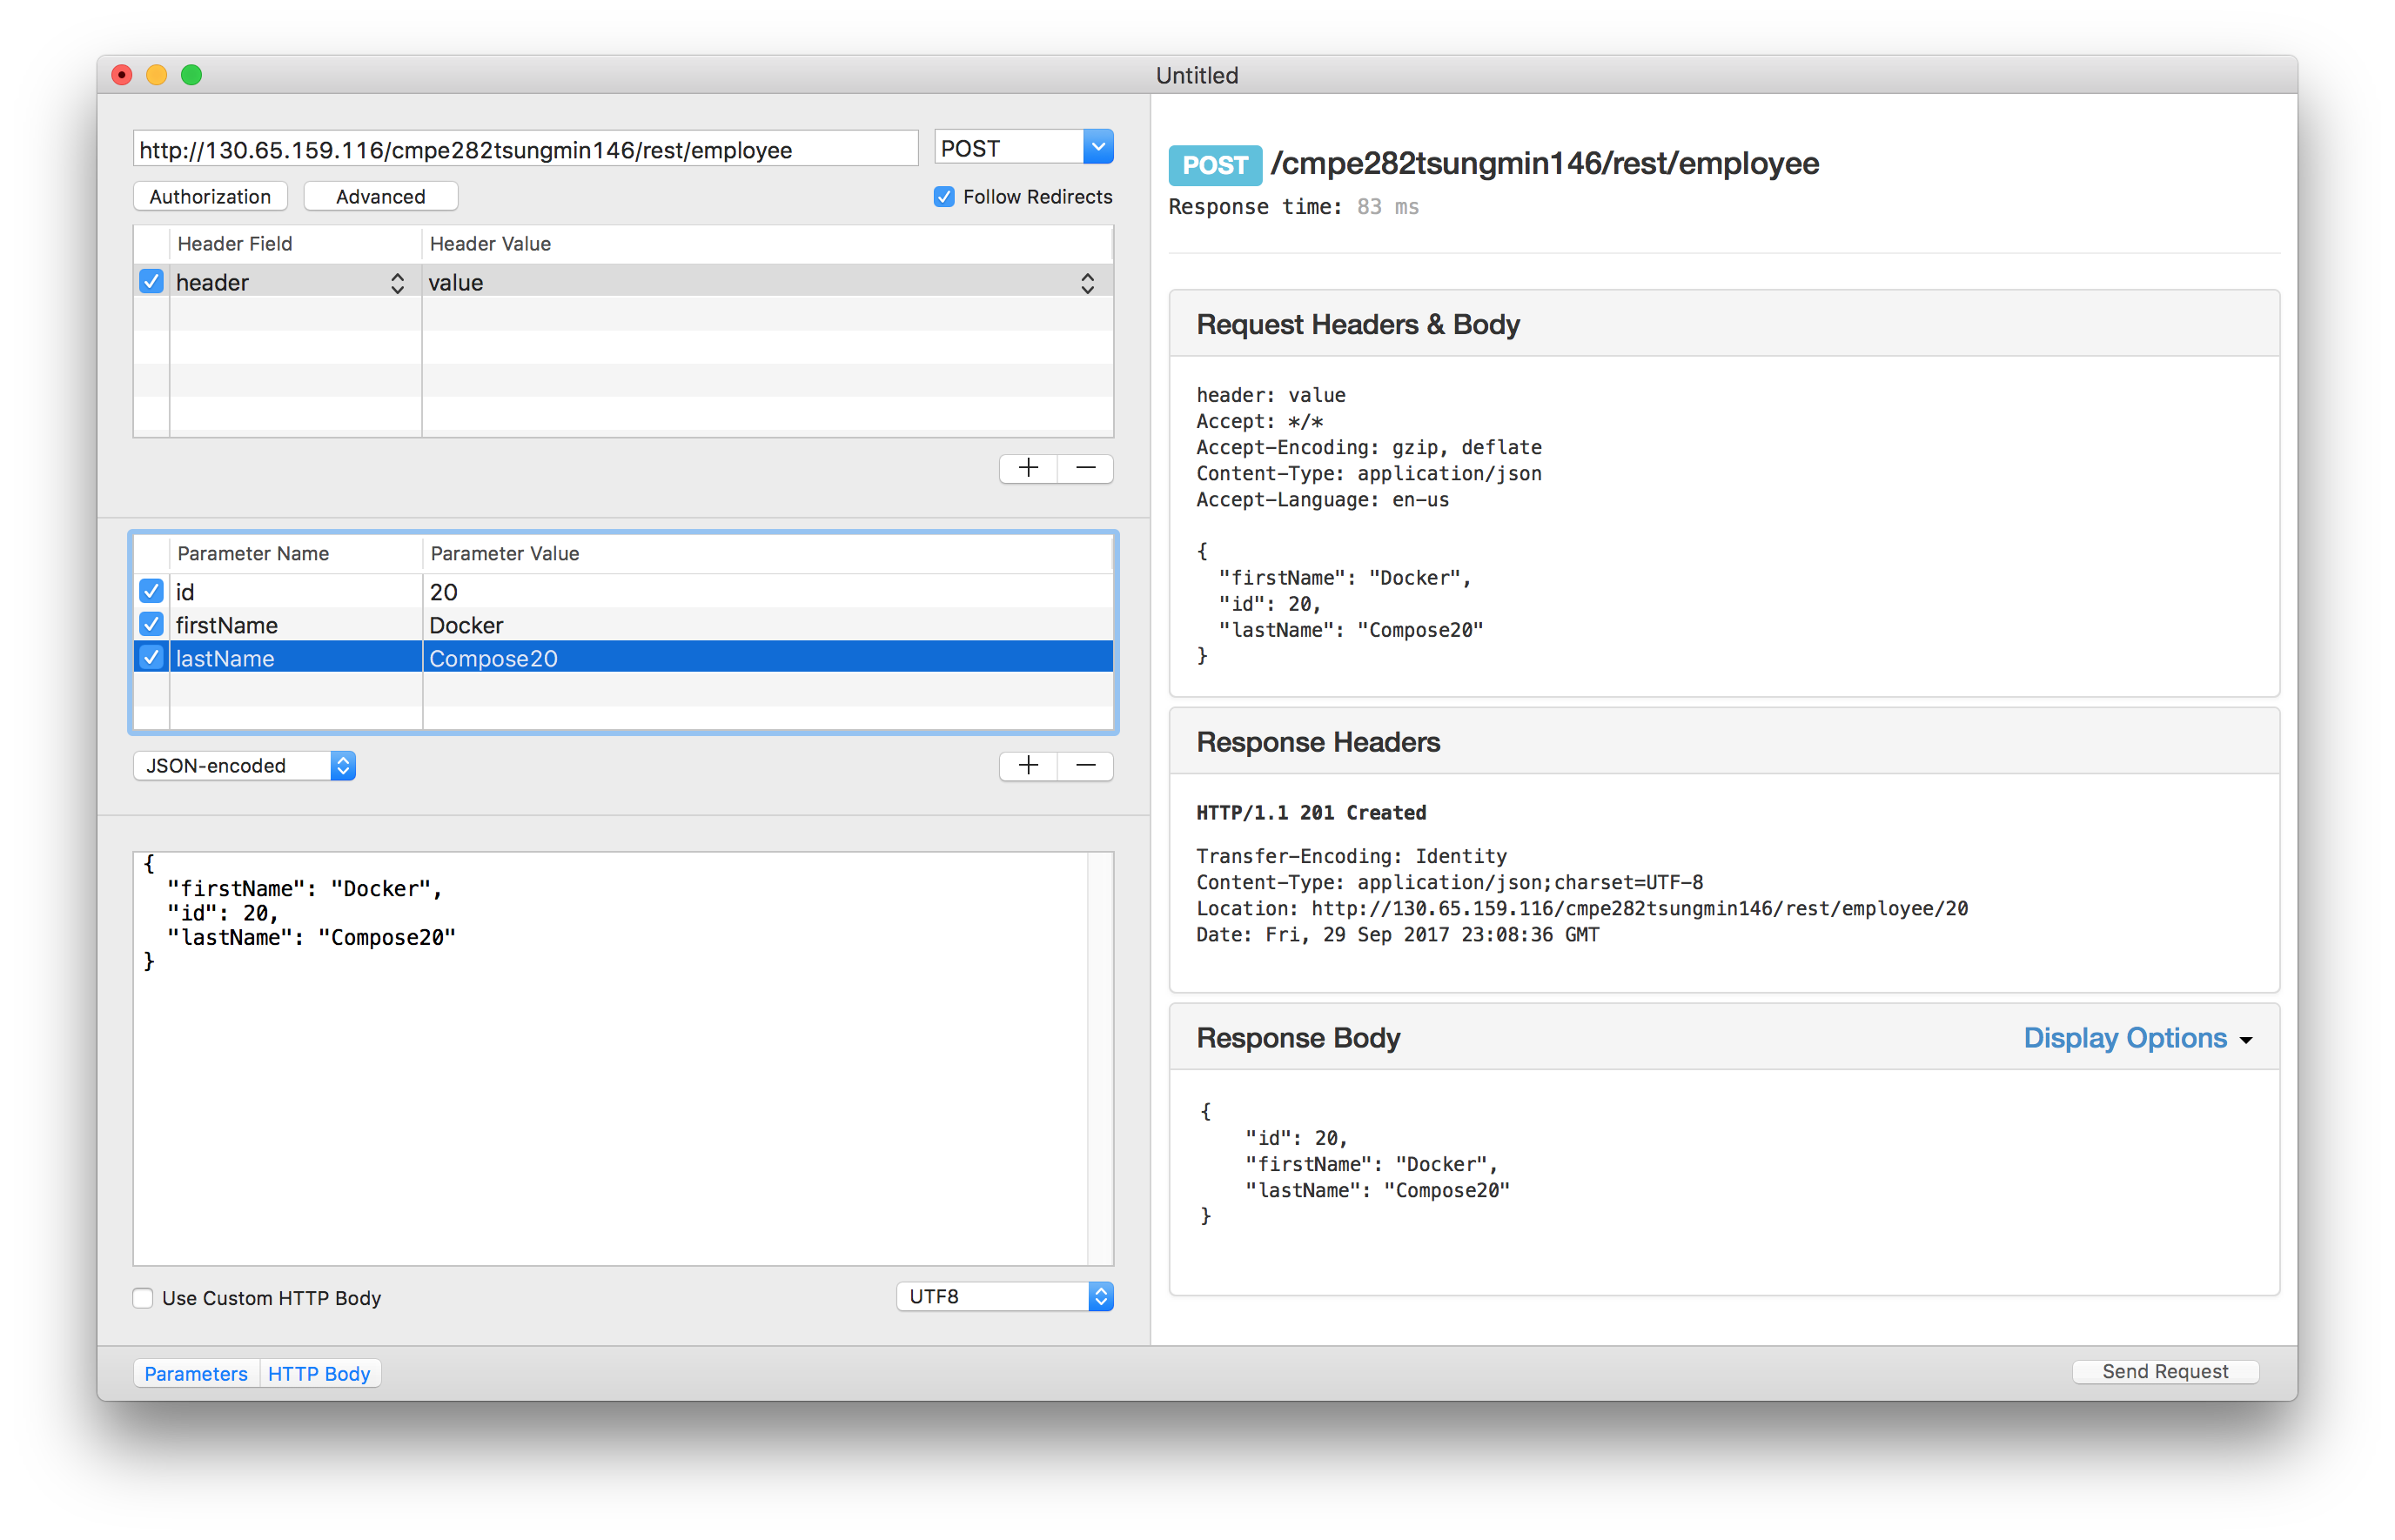 Untitled
http://130.65.159.116/cmpe282tsungmin146/rest/employee
POST
Authorization
Advanced
Follow Redirects
Header Field
Header Value
header
value
Parameter Name
Parameter Value
id
20
firstName
Docker
lastName
Compose20
JSON-encoded
{
"firstName": "Docker",
"id": 20,
"lastName": "Compose20"
}
Use Custom HTTP Body
UTF8
Parameters
HTTP Body
POST /cmpe282tsungmin146/rest/employee
Response time: 83 ms
Request Headers & Body
header: value
Accept: */*
Accept-Encoding: gzip, deflate
Content-Type: application/json
Accept-Language: en-us
{
"firstName": "Docker",
"id": 20,
"lastName": "Compose20"
}
Response Headers
HTTP/1.1 201 Created
Transfer-Encoding: Identity
Content-Type: application/json;charset=UTF-8
Location: http://130.65.159.116/cmpe282tsungmin146/rest/employee/20
Date: Fri, 29 Sep 2017 23:08:36 GMT
Response Body
Display Options
{
"id": 20,
"firstName": "Docker",
"lastName": "Compose20"
}
Send Request